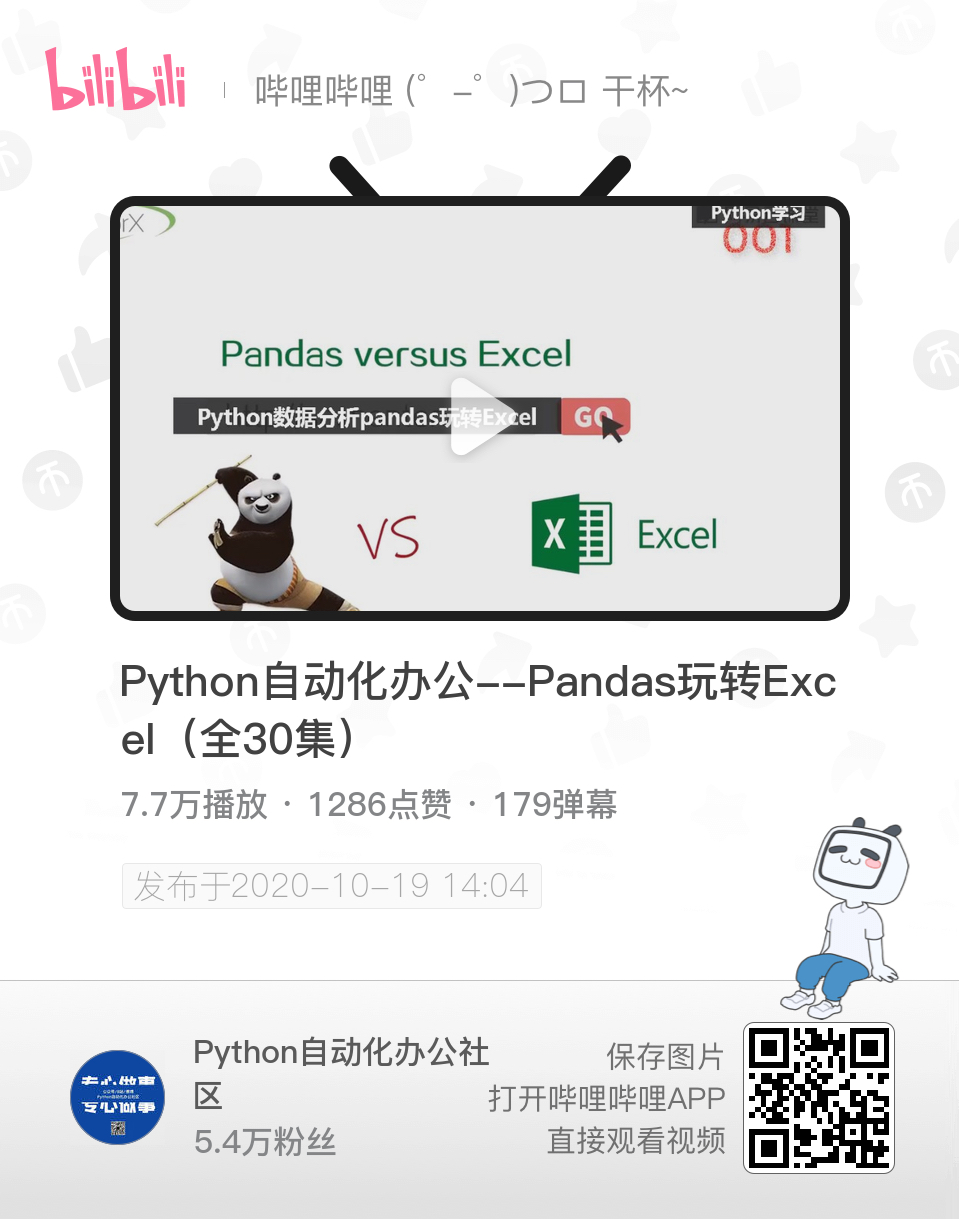 bilibili
哔哩哔哩 (゜-゜)つロ 干杯~
Python学习
001
Pandas versus Excel
Python数据分析pandas玩转Excel
GO
VS
Excel
Python自动化办公--Pandas玩转Exc
el（全30集）
7.7万播放 · 1286点赞 · 179弹幕
发布于2020-10-19 14:04
Python自动化办公社
区
5.4万粉丝
保存图片
打开哔哩哔哩APP
直接观看视频